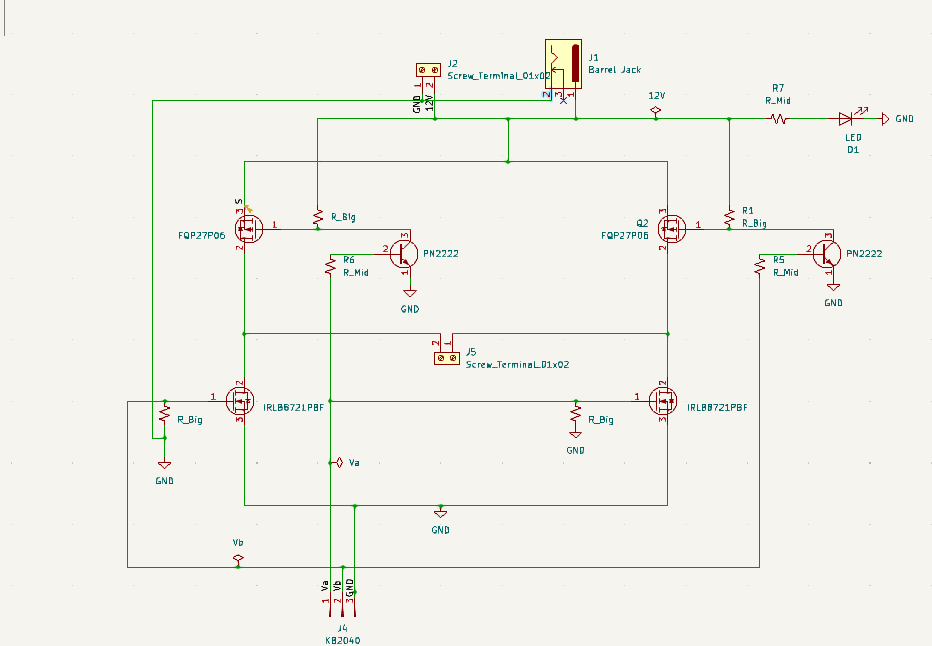 J2
Screw_Terminal_01x02
J1
Barrel Jack
1
2
2
3
1
GND
12V
12V
R7
R_Mid
GND
LED
D1
S
3
1
2
FQP27P06
R_Big
3
2
1
PN2222
R6
R_Mid
GND
Q2
FQP27P06
3
1
2
R1
R_Big
3
2
1
PN2222
R5
R_Mid
GND
2
1
J5
Screw_Terminal_01x02
2
1
3
IRLB8721PBF
R_Big
GND
2
1
3
IRLB8721PBF
R_Big
GND
Va
GND
Vb
Va
Vb
GND
1
2
3
J4
KB2040